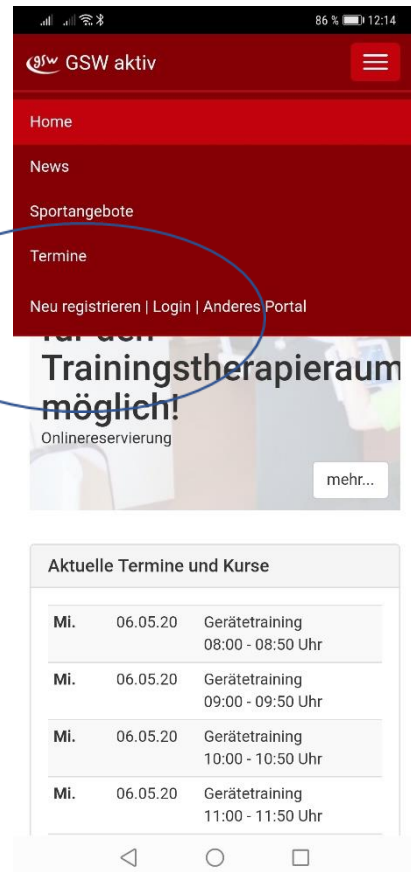 86 % 12:14
gsw GSW aktiv
Home
News
Sportangebote
Termine
Neu registrieren | Login | Anderes Portal
für den
Trainingstherapieraum
möglich!
Onlinereservierung
mehr...
Aktuelle Termine und Kurse
Mi. 06.05.20 Gerätetraining
08:00 - 08:50 Uhr
Mi. 06.05.20 Gerätetraining
09:00 - 09:50 Uhr
Mi. 06.05.20 Gerätetraining
10:00 - 10:50 Uhr
Mi. 06.05.20 Gerätetraining
11:00 - 11:50 Uhr